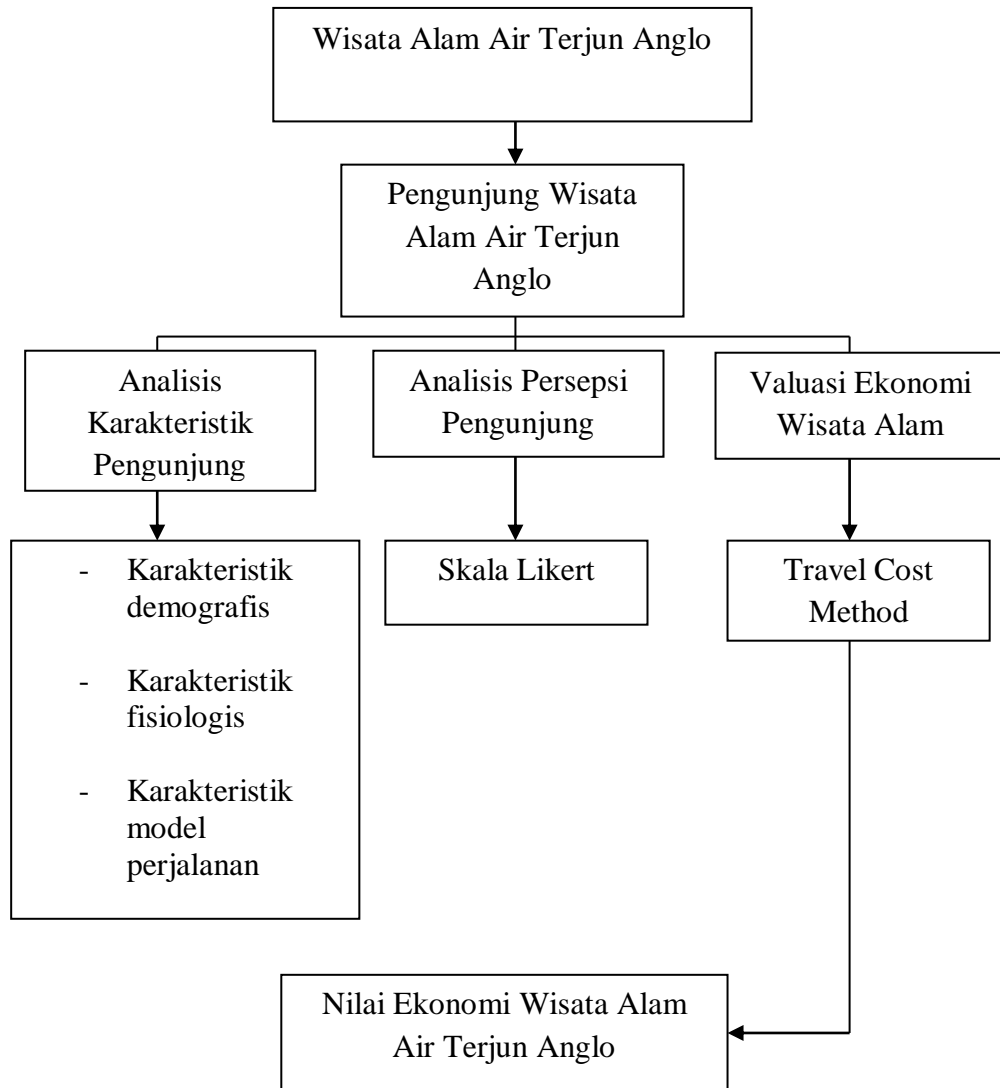 Wisata Alam Air Terjun Anglo
Pengunjung Wisata
Alam Air Terjun
Anglo
Analisis
Karakteristik
Pengunjung
Analisis Persepsi
Pengunjung
Valuasi Ekonomi
Wisata Alam
- Karakteristik
demografis
- Karakteristik
fisiologis
- Karakteristik
model
perjalanan
Skala Likert
Travel Cost
Method
Nilai Ekonomi Wisata Alam
Air Terjun Anglo